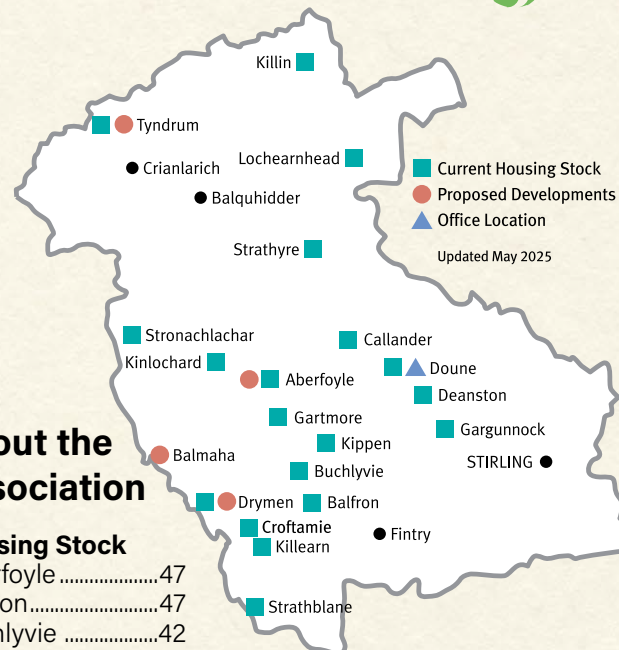 Killin
Tyndrum
Crianlarich
Lochearnhead
Balquhidder
Current Housing Stock
Proposed Developments
Office Location
Updated May 2025
Strathyre
Stronachlachar
Callander
Kinlochard
Doune
Aberfoyle
Deanston
Gartmore
Gargunnock
Kippen
Balmaha
STIRLING
Buchlyvie
Drymen
Balfron
Croftamie
Fintry
Killearn
Strathblane
out the
sociation
sing Stock
rfoyle ....................47
on.........................47
hlyvie ...................42